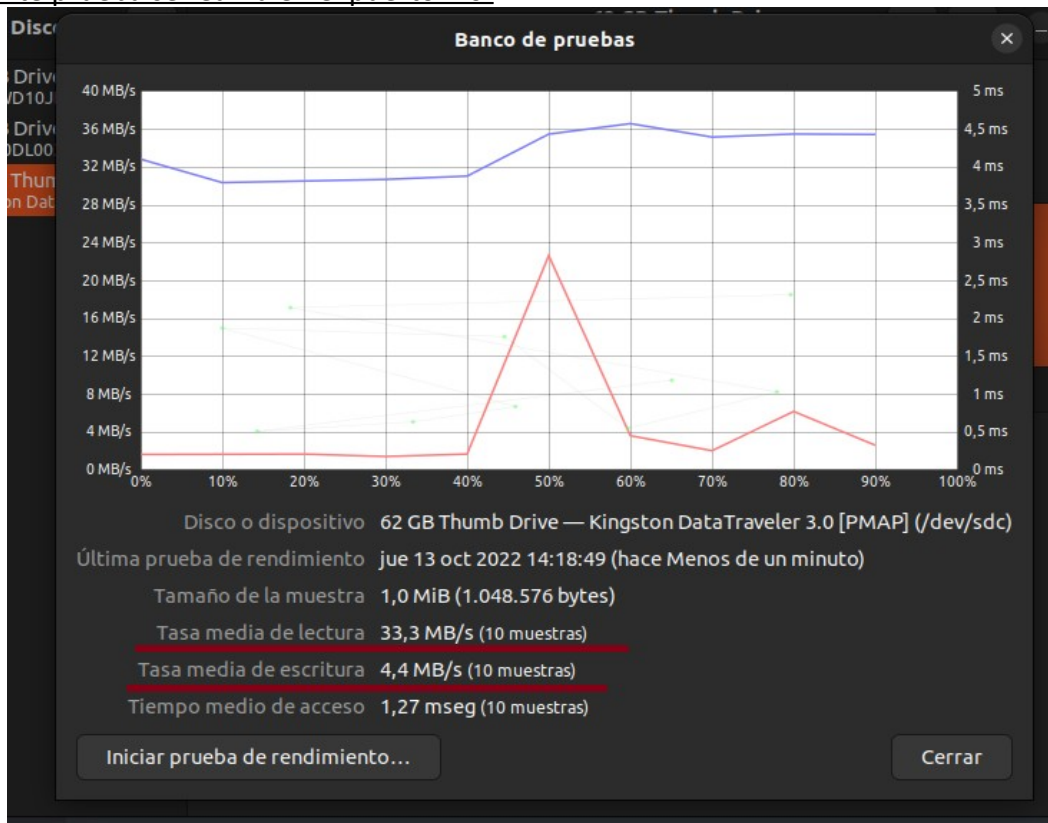 Disco
Banco de pruebas
Drive
WD10J
Drive
DDL00
Thum
on Dat
40 MB/s
36 MB/s
32 MB/s
28 MB/s
24 MB/s
20 MB/s
16 MB/s
12 MB/s
8 MB/s
4 MB/s
0 MB/s
5 ms
4,5 ms
4 ms
3,5 ms
3 ms
2,5 ms
2 ms
1,5 ms
1 ms
0,5 ms
0 ms
0% 10% 20% 30% 40% 50% 60% 70% 80% 90% 100%
Disco o dispositivo 62 GB Thumb Drive — Kingston DataTraveler 3.0 [PMAP] (/dev/sdc)
Última prueba de rendimiento jue 13 oct 2022 14:18:49 (hace Menos de un minuto)
Tamaño de la muestra 1,0 MiB (1.048.576 bytes)
Tasa media de lectura 33,3 MB/s (10 muestras)
Tasa media de escritura 4,4 MB/s (10 muestras)
Tiempo medio de acceso 1,27 mseg (10 muestras)
Iniciar prueba de rendimiento... Cerrar